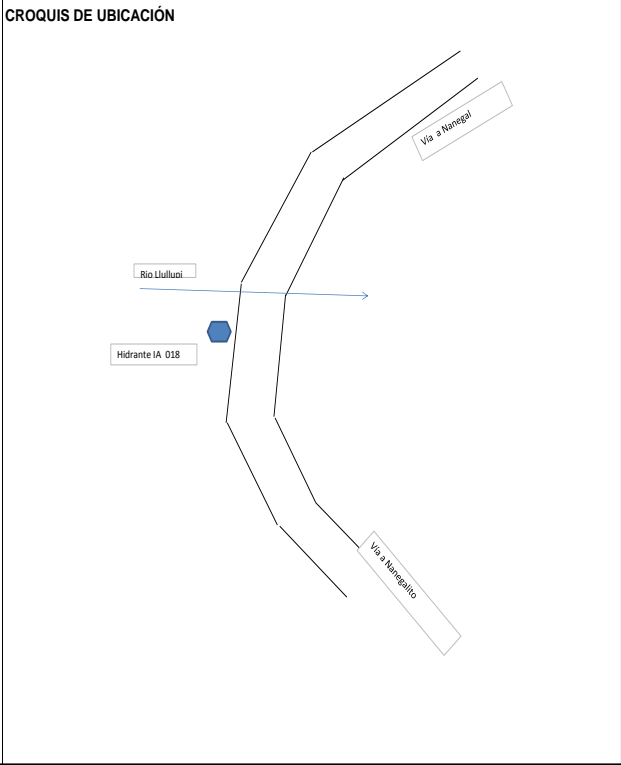 CROQUIS DE UBICACIÓN
Vía a Nanegal
Rio Llullupi
Hidrante IA 018
Vía a Nanegalito